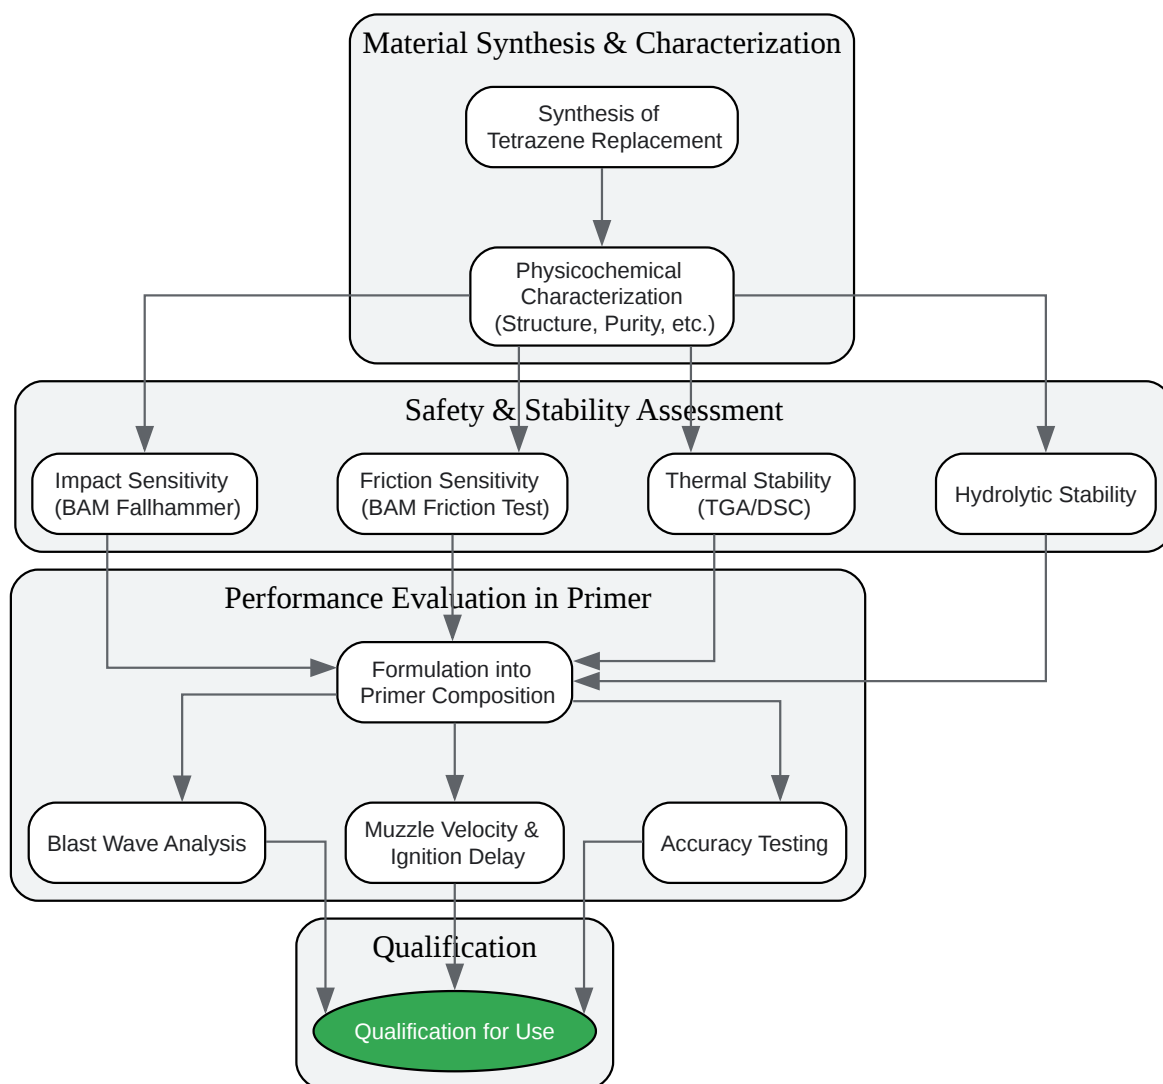 Material Synthesis & Characterization
Synthesis of
Tetrazene Replacement
Physicochemical
Characterization
(Structure, Purity, etc.)
Safety & Stability Assessment
Impact Sensitivity
(BAM Fallhammer)
Friction Sensitivity
(BAM Friction Test)
Thermal Stability
(TGA/DSC)
Hydrolytic Stability
Performance Evaluation in Primer
Formulation into
Primer Composition
Blast Wave Analysis
Muzzle Velocity &
Ignition Delay
Accuracy Testing
Qualification
Qualification for Use